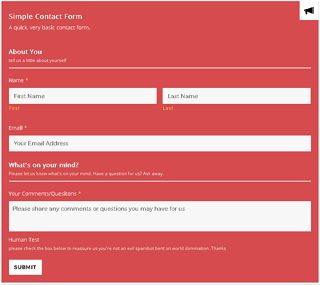 Simple Contact Form
A quick, very basic contact form.
About You
tell us a little about yourself
Name *
First Name
Last Name
First
Last
Email *
Your Email Address
What's on your mind?
Please let us know what's on your mind. Have a question for us? Ask away.
Your Comments/Quesiitons *
Please share any comments or questions you may have for us
Human Test
please check the box below to reassure you're not an evil spambot bent on world domination. Thanks
SUBMIT